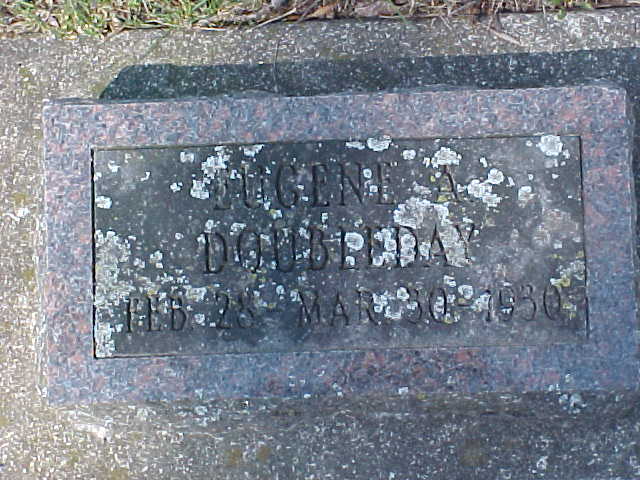 EUGENE A.
DOUBLEDAY
FEB. 28 - MAR. 30 - 1930